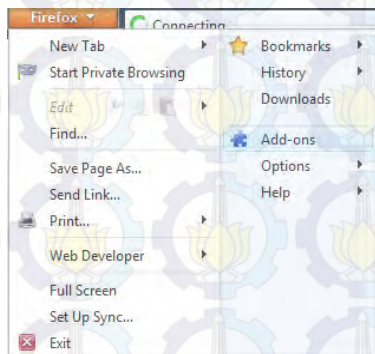 Firefox
Connecting
New Tab
Start Private Browsing
Edit
Find...
Save Page As...
Send Link...
Print...
Web Developer
Full Screen
Set Up Sync...
Exit
Bookmarks
History
Downloads
Add-ons
Options
Help